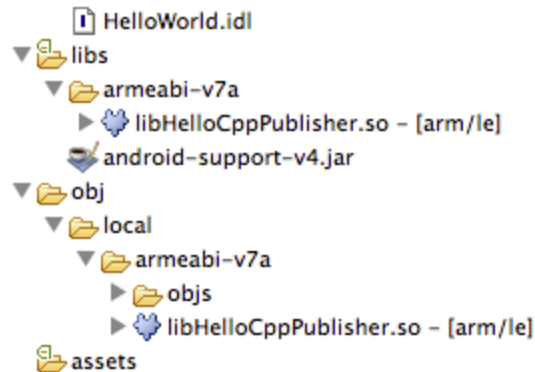 HelloWorld.idl
libs
armeabi-v7a
libHelloCppPublisher.so - [arm/le]
android-support-v4.jar
obj
local
armeabi-v7a
objs
libHelloCppPublisher.so - [arm/le]
assets